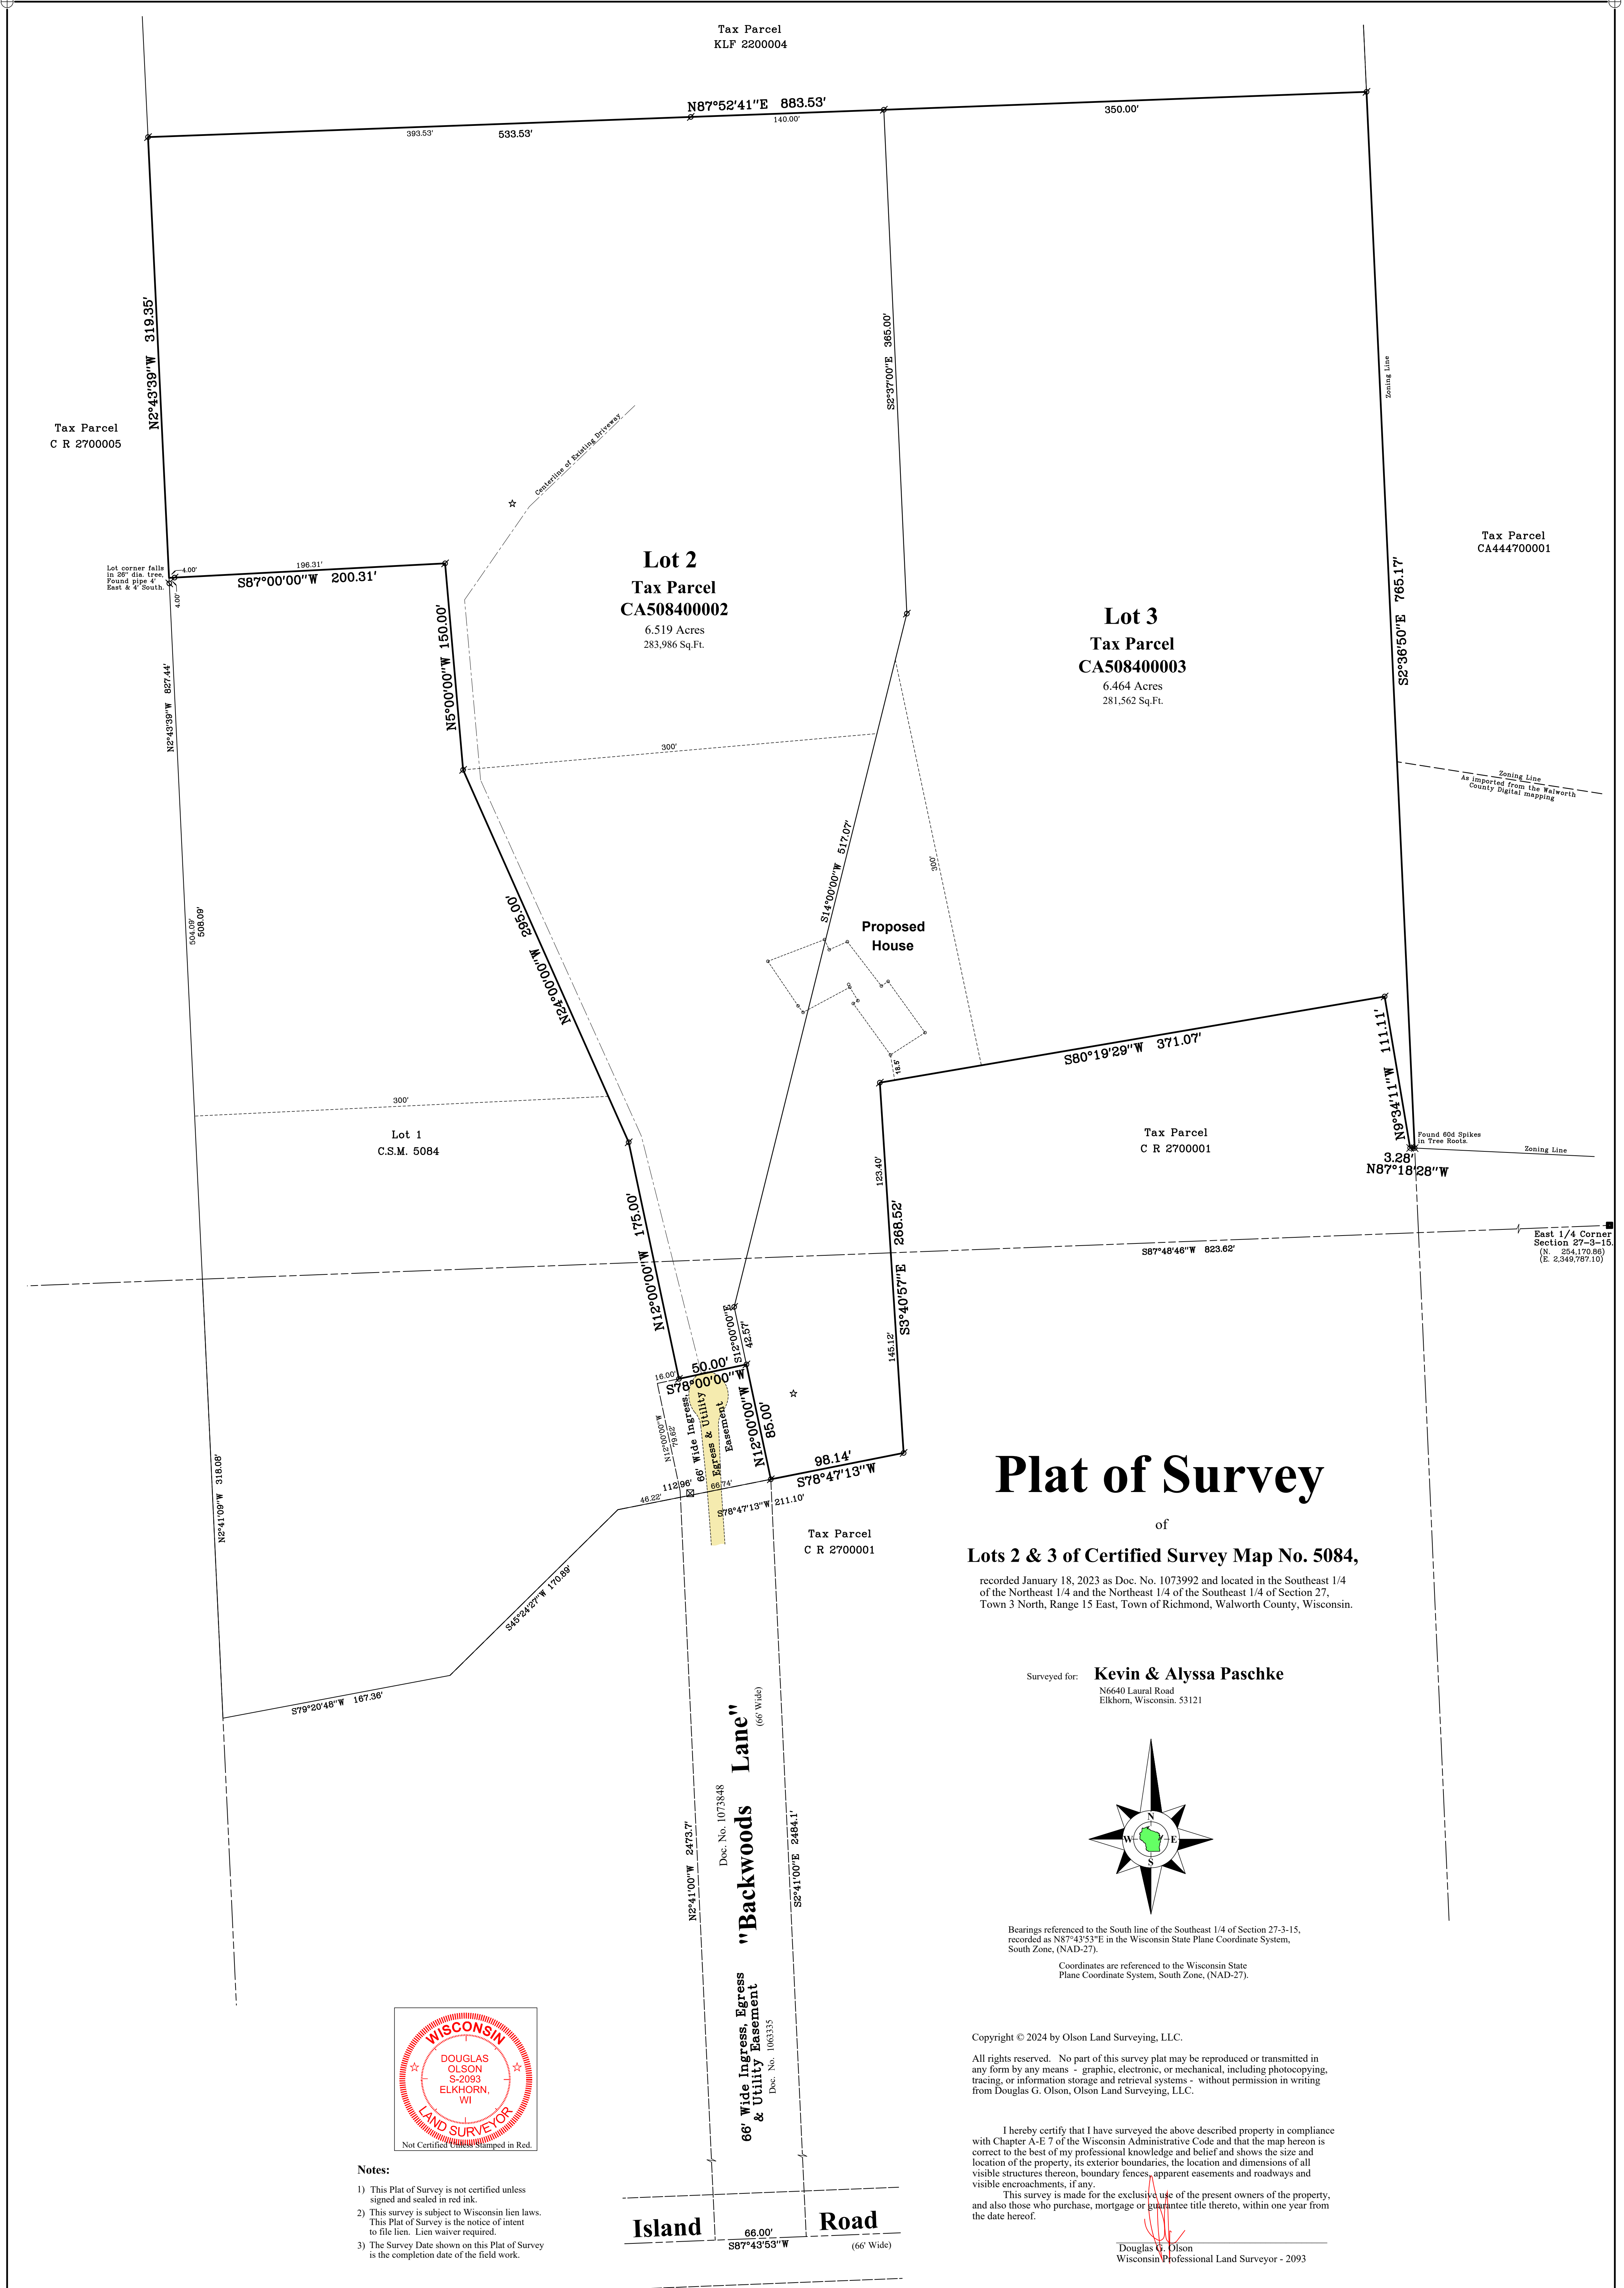 Tax Parcel
KLF 2200004
N87°52'41"E 883.53'
393.53'
533.53'
140.00'
350.00'
N2°43'39"W 319.35'
S2°37'00"E 365.00'
Zoning Line
Tax Parcel
C R 2700005
Centerline of Existing Driveway
Tax Parcel
CA444700001
Lot corner falls
in 26" dia. tree,
Found pipe 4'
East & 4' South.
4.00'
4.00'
196.31'
S87°00'00"W 200.31'
Lot 2
Tax Parcel
CA508400002
6.519 Acres
283,986 Sq.Ft.
Lot 3
Tax Parcel
CA508400003
6.464 Acres
281,562 Sq.Ft.
N5°00'00"W 150.00'
S2°36'50"E 765.17'
N2°43'39"W 827.44'
300'
Zoning Line
As imported from the Walworth
County Digital mapping
S14°00'00"W 517.07'
300'
504.09'
508.09'
N24°00'00"W 295.00'
Proposed
House
18.5'
S80°19'29"W 371.07'
N9°34'11"W 111.11'
300'
Lot 1
C.S.M. 5084
Tax Parcel
C R 2700001
Found 60d Spikes
in Tree Roots.
Zoning Line
3.28'
N87°18'28"W
123.40'
268.52'
S3°40'57"E
145.12'
N12°00'00"W 175.00'
S87°48'46"W 823.62'
East 1/4 Corner
Section 27-3-15.
(N. 254,170.86)
(E. 2,349,787.10)
S12°00'00"E
42.57'
16.00'
50.00'
S78°00'00"W
N12°00'00"W
79.62'
66' Wide Ingress,
Egress & Utility
Easement
N12°00'00"W
85.00'
98.14'
S78°47'13"W
46.22'
112.96'
66.74'
S78°47'13"W 211.10'
Tax Parcel
C R 2700001
N2°41'09"W 318.08'
S45°24'27"W 170.89'
S79°20'48"W 167.36'
Plat of Survey
of
Lots 2 & 3 of Certified Survey Map No. 5084,
recorded January 18, 2023 as Doc. No. 1073992 and located in the Southeast 1/4
of the Northeast 1/4 and the Northeast 1/4 of the Southeast 1/4 of Section 27,
Town 3 North, Range 15 East, Town of Richmond, Walworth County, Wisconsin.
Surveyed for: Kevin & Alyssa Paschke
N6640 Laural Road
Elkhorn, Wisconsin. 53121
N2°41'00"W 2473.7'
Doc. No. 1073848
"Backwoods Lane"
(66' Wide)
S2°41'00"E 2484.1'
66' Wide Ingress, Egress
& Utility Easement
Doc. No. 1063335
N
W
E
S
Bearings referenced to the South line of the Southeast 1/4 of Section 27-3-15,
recorded as N87°43'53"E in the Wisconsin State Plane Coordinate System,
South Zone, (NAD-27).
Coordinates are referenced to the Wisconsin State
Plane Coordinate System, South Zone, (NAD-27).
WISCONSIN
DOUGLAS
OLSON
S-2093
ELKHORN,
WI
LAND SURVEYOR
Not Certified Unless Stamped in Red.
Notes:
1) This Plat of Survey is not certified unless
signed and sealed in red ink.
2) This survey is subject to Wisconsin lien laws.
This Plat of Survey is the notice of intent
to file lien. Lien waiver required.
3) The Survey Date shown on this Plat of Survey
is the completion date of the field work.
Island Road
66.00'
S87°43'53"W
(66' Wide)
Copyright © 2024 by Olson Land Surveying, LLC.
All rights reserved. No part of this survey plat may be reproduced or transmitted in
any form by any means - graphic, electronic, or mechanical, including photocopying,
tracing, or information storage and retrieval systems - without permission in writing
from Douglas G. Olson, Olson Land Surveying, LLC.
I hereby certify that I have surveyed the above described property in compliance
with Chapter A-E 7 of the Wisconsin Administrative Code and that the map hereon is
correct to the best of my professional knowledge and belief and shows the size and
location of the property, its exterior boundaries, the location and dimensions of all
visible structures thereon, boundary fences, apparent easements and roadways and
visible encroachments, if any.
This survey is made for the exclusive use of the present owners of the property,
and also those who purchase, mortgage or guarantee title thereto, within one year from
the date hereof.
Douglas G. Olson
Wisconsin Professional Land Surveyor - 2093